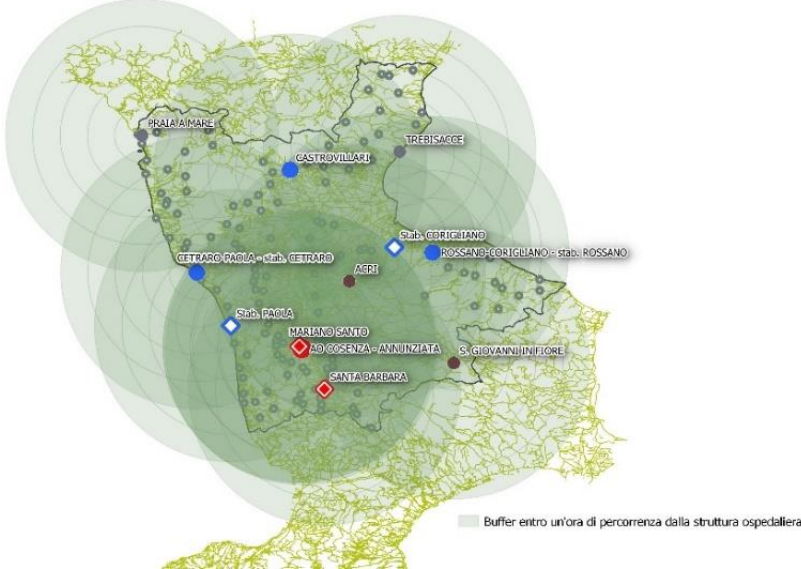 PRAIA A MARE
TREBISACCE
CASTROVILLARI
Stab. CORIGLIANO
ROSSANO-CORIGLIANO - stab. ROSSANO
CETRARO PAOLA - stab. CETRARO
ACRI
Stab. PAOLA
MARIANO SANTO
AO COSENZA - ANNUNZIATA
S. GIOVANNI IN FIORE
SANTA BARBARA
Buffer entro un'ora di percorrenza dalla struttura ospedaliera